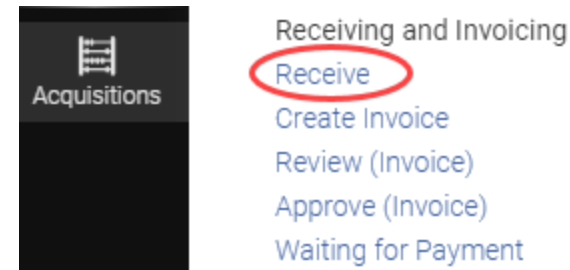 Acquisitions
Receiving and Invoicing
Receive
Create Invoice
Review (Invoice)
Approve (Invoice)
Waiting for Payment